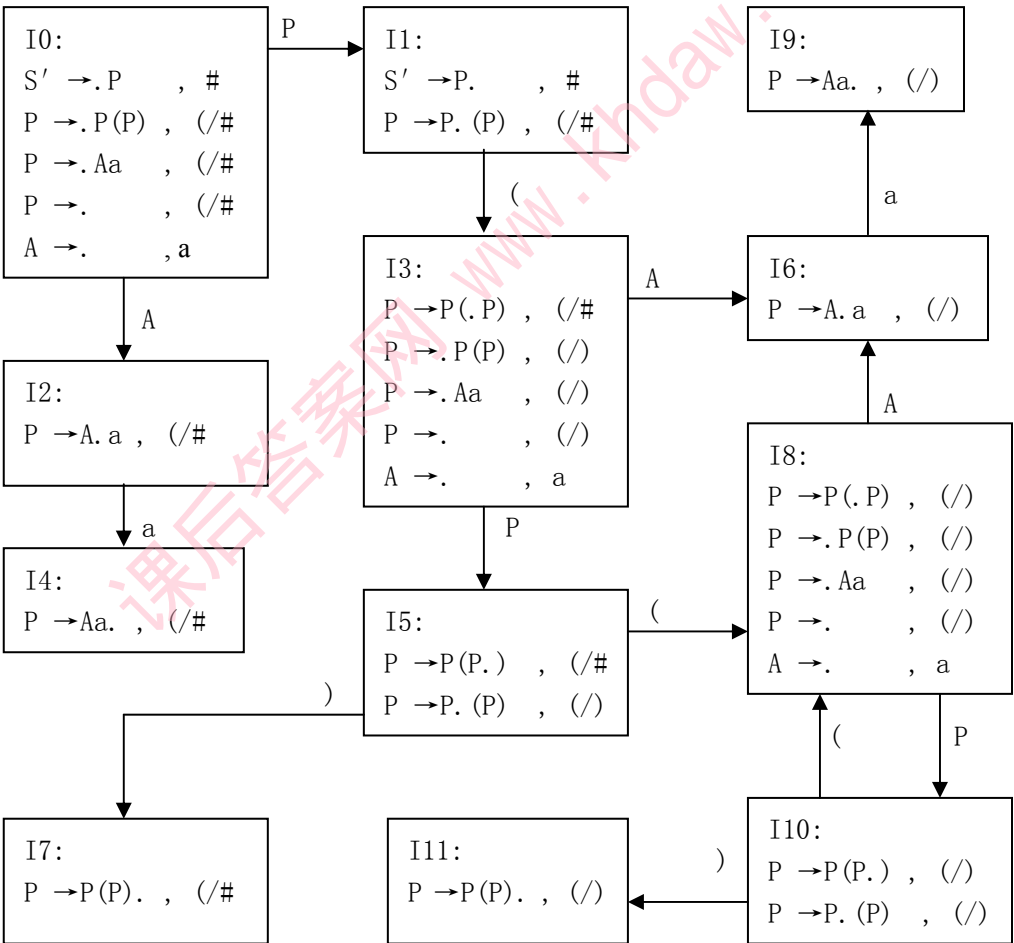 I0:
S′ →.P , #
P →.P(P) , (/#
P →.Aa , (/#
P →. , (/#
A →. ,a
P
I1:
S′ →P. , #
P →P.(P) , (/#
I9:
P →Aa. , (/)
(
a
A
I3:
P →P(.P) , (/#
P →.P(P) , (/)
P →.Aa , (/)
P →. , (/)
A →. , a
A
I6:
P →A.a , (/)
I2:
P →A.a , (/#
A
a
P
I8:
P →P(.P) , (/)
P →.P(P) , (/)
P →.Aa , (/)
P →. , (/)
A →. , a
I4:
P →Aa. , (/#
I5:
P →P(P.) , (/#
P →P.(P) , (/)
(
)
(
P
I7:
P →P(P). , (/#
I11:
P →P(P). , (/)
)
I10:
P →P(P.) , (/)
P →P.(P) , (/)
课后答案网 www.khdaw.